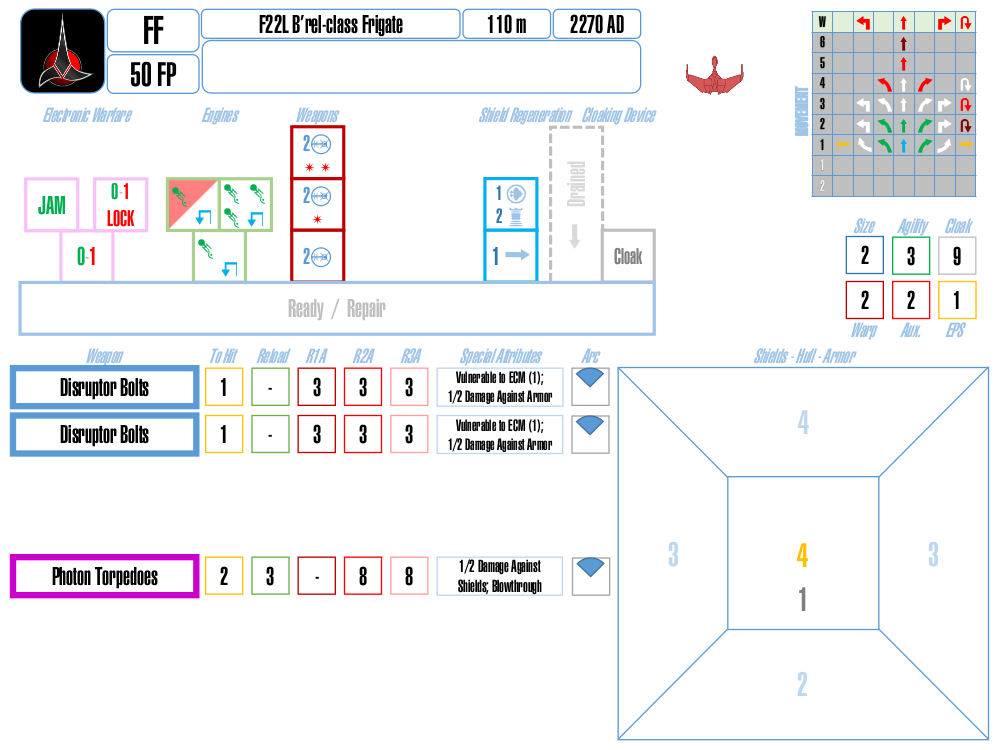 FF
F22L B'rel-class Frigate
110 m
2270 AD
50 FP
Electronic Warfare
Engines
Weapons
Shield Regeneration
Cloaking Device
MOVEMENT
W
6
5
4
3
2
1
1
2
2
2
2
JAM
0-1
LOCK
0-1
1
2
1
Drained
Cloak
Ready / Repair
Size
Agility
Cloak
2
3
9
2
2
1
Warp
Aux.
EPS
Weapon
To Hit
Reload
R1A
R2A
R3A
Special Attributes
Arc
Shields - Hull - Armor
Disruptor Bolts
1
-
3
3
3
Vulnerable to ECM (1);
1/2 Damage Against Armor
Disruptor Bolts
1
-
3
3
3
Vulnerable to ECM (1);
1/2 Damage Against Armor
Photon Torpedoes
2
3
-
8
8
1/2 Damage Against
Shields; Blowthrough
4
3
4
3
1
2